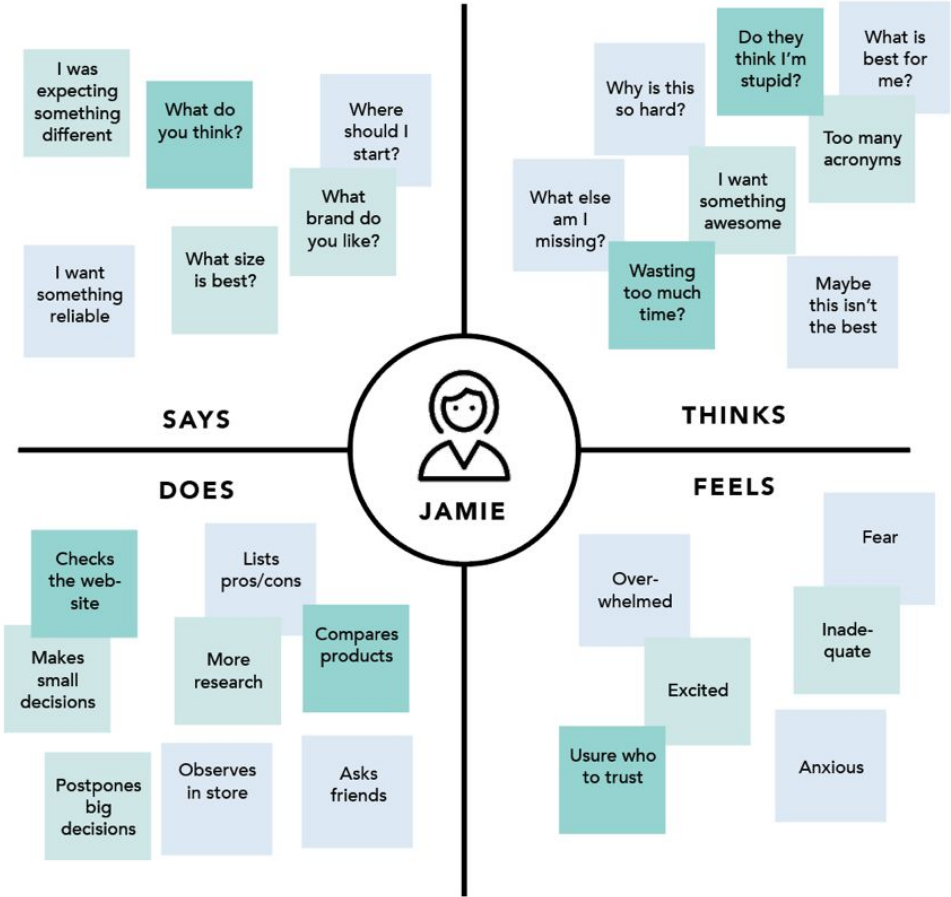 I was
expecting
something
different
What do
you think?
Where
should I
start?
What
brand do
you like?
What size
is best?
I want
something
reliable
SAYS
Why is this
so hard?
Do they
think I'm
stupid?
What is
best for
me?
Too many
acronyms
I want
something
awesome
What else
am I
missing?
Wasting
too much
time?
Maybe
this isn't
the best
THINKS
JAMIE
DOES
Checks
the web-
site
Lists
pros/cons
Compares
products
Makes
small
decisions
More
research
Postpones
big
decisions
Observes
in store
Asks
friends
FEELS
Fear
Over-
whelmed
Inade-
quate
Excited
Usure who
to trust
Anxious